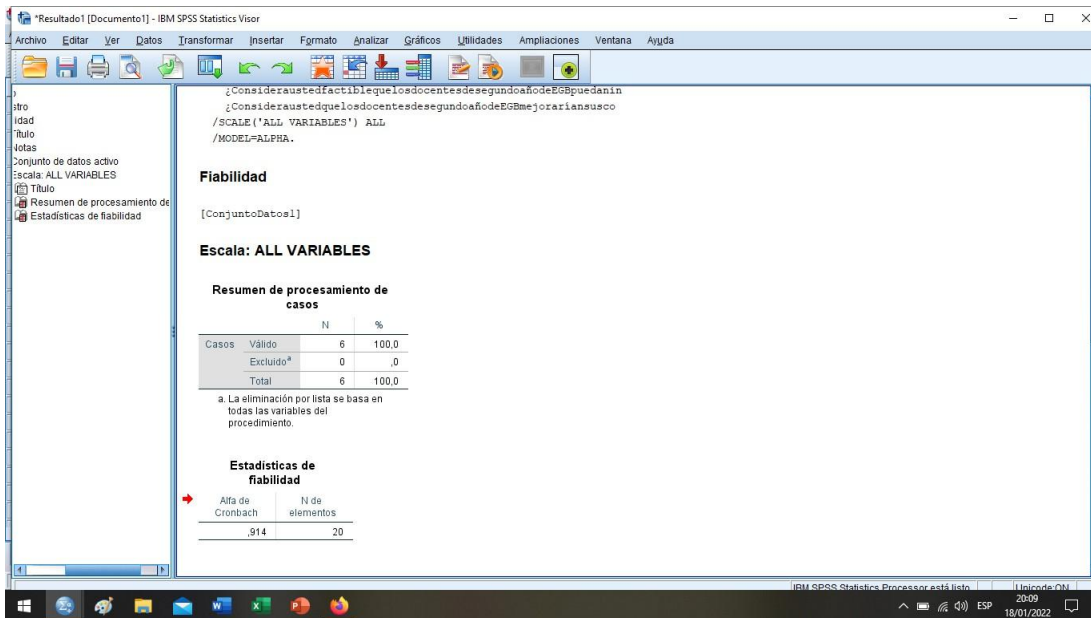 *Resultado1 [Documento1] - IBM SPSS Statistics Visor
Archivo Editar Ver Datos Transformar Insertar Formato Analizar Gráficos Utilidades Ampliaciones Ventana Ayuda
stro
idad
Título
Notas
Conjunto de datos activo
Escala: ALL VARIABLES
Título
Resumen de procesamiento de
Estadísticas de fiabilidad
¿ConsideraustedfactiblequelosdocentesdesegundoañodeEGBpuedanin
¿ConsideraustedquelosdocentesdesegundoañodeEGBmejoraríansusco
/SCALE('ALL VARIABLES') ALL
/MODEL=ALPHA.
Fiabilidad
[ConjuntoDatos1]
Escala: ALL VARIABLES
Resumen de procesamiento de
casos
N %
Casos Válido 6 100,0
Excluido a 0 ,0
Total 6 100,0
a. La eliminación por lista se basa en
todas las variables del
procedimiento.
Estadísticas de
fiabilidad
Alfa de N de
Cronbach elementos
,914 20
IBM SPSS Statistics Processor está listo Unicode:ON
ESP 20:09
18/01/2022